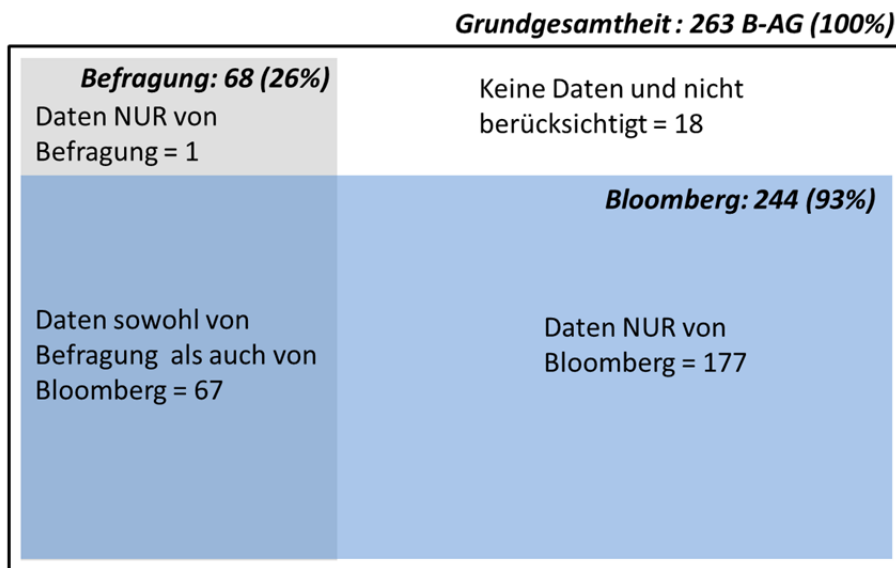 Grundgesamtheit : 263 B-AG (100%)
Befragung: 68 (26%)
Daten NUR von
Befragung = 1
Keine Daten und nicht
berücksichtigt = 18
Bloomberg: 244 (93%)
Daten sowohl von
Befragung als auch von
Bloomberg = 67
Daten NUR von
Bloomberg = 177